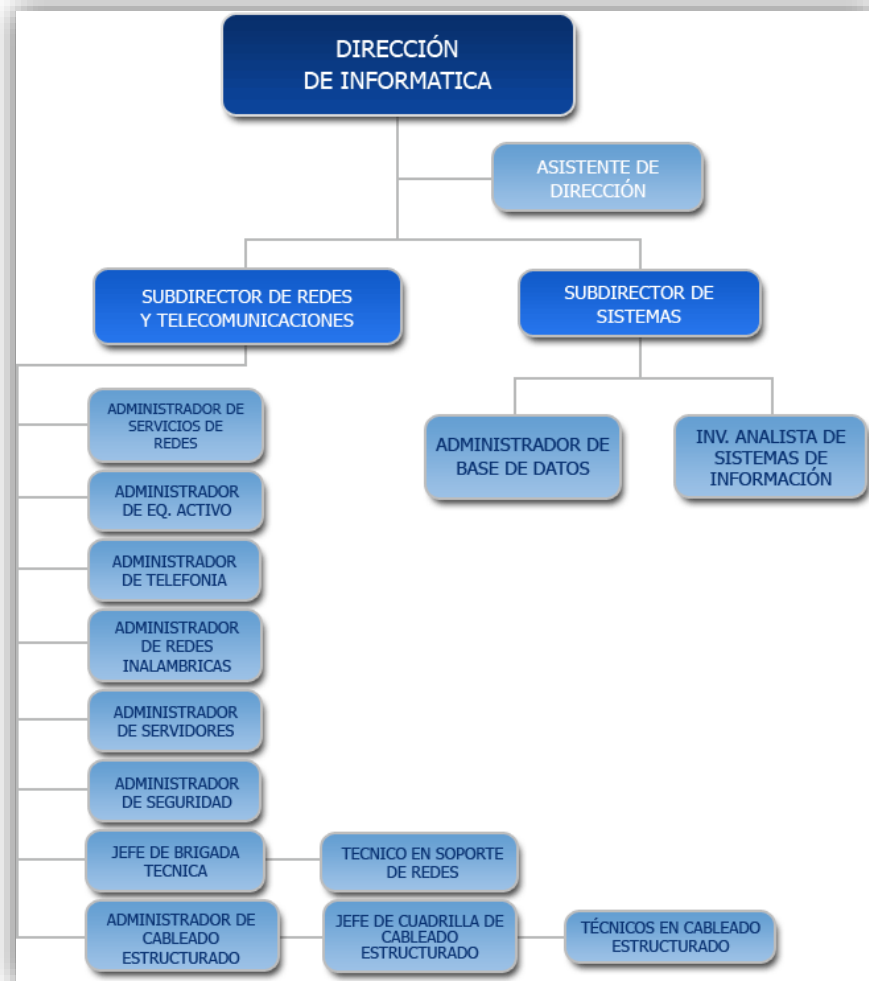 DIRECCIÓN
DE INFORMATICA
ASISTENTE DE
DIRECCIÓN
SUBDIRECTOR DE REDES
Y TELECOMUNICACIONES
SUBDIRECTOR DE
SISTEMAS
ADMINISTRADOR DE
SERVICIOS DE
REDES
ADMINISTRADOR DE
BASE DE DATOS
INV. ANALISTA DE
SISTEMAS DE
INFORMACIÓN
ADMINISTRADOR
DE EQ. ACTIVO
ADMINISTRADOR
DE TELEFONIA
ADMINISTRADOR
DE REDES
INALAMBRICAS
ADMINISTRADOR
DE SERVIDORES
ADMINISTRADOR
DE SEGURIDAD
JEFE DE BRIGADA
TECNICA
TECNICO EN SOPORTE
DE REDES
ADMINISTRADOR DE
CABLEADO
ESTRUCTURADO
JEFE DE CUADRILLA DE
CABLEADO
ESTRUCTURADO
TÉCNICOS EN CABLEADO
ESTRUCTURADO